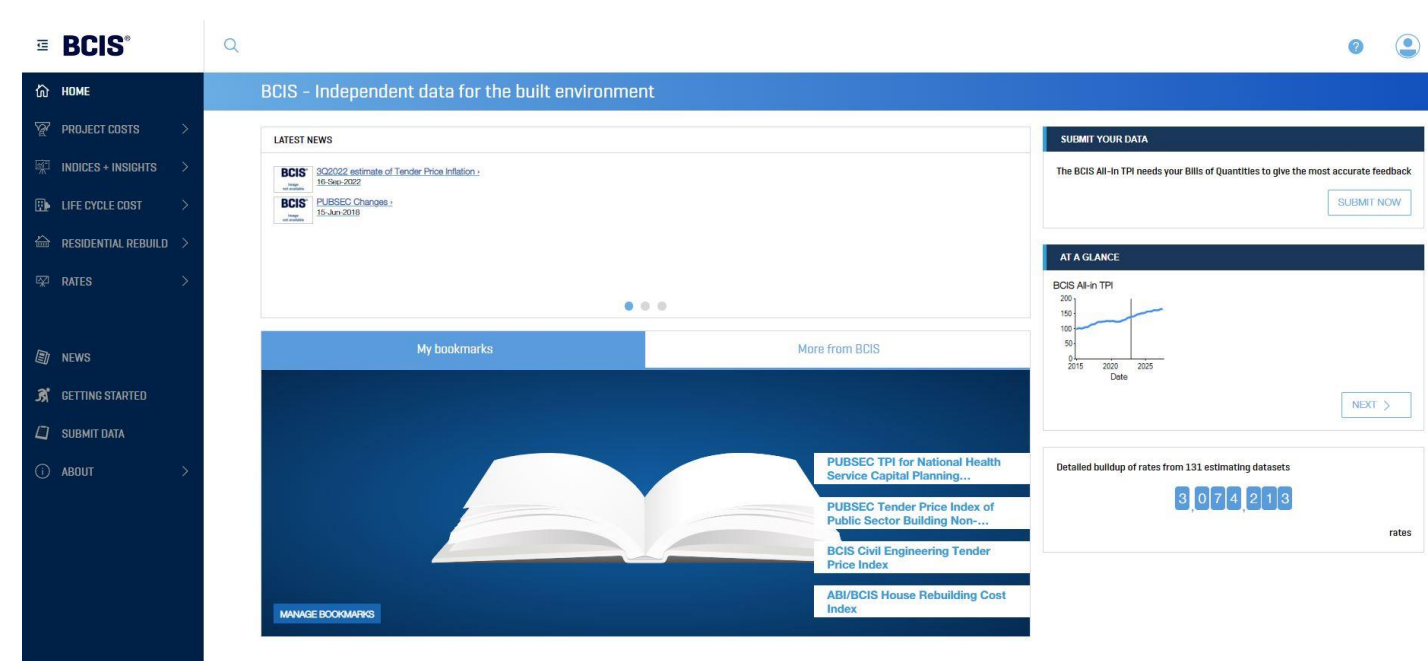 BCIS®
HOME
PROJECT COSTS
INDICES + INSIGHTS
LIFE CYCLE COST
RESIDENTIAL REBUILD
RATES
NEWS
GETTING STARTED
SUBMIT DATA
ABOUT
?
BCIS - Independent data for the built environment
LATEST NEWS
BCIS®
Image
not available
3Q2022 estimate of Tender Price Inflation ›
16-Sep-2022
BCIS®
Image
not available
PUBSEC Changes ›
15-Jun-2018
My bookmarks
More from BCIS
PUBSEC TPI for National Health
Service Capital Planning...
PUBSEC Tender Price Index of
Public Sector Building Non-...
BCIS Civil Engineering Tender
Price Index
ABI/BCIS House Rebuilding Cost
Index
MANAGE BOOKMARKS
SUBMIT YOUR DATA
The BCIS All-In TPI needs your Bills of Quantities to give the most accurate feedback
SUBMIT NOW
AT A GLANCE
BCIS All-in TPI
200
150
100
50
0
2015 2020 2025
Date
NEXT >
Detailed buildup of rates from 131 estimating datasets
3,074,213
rates